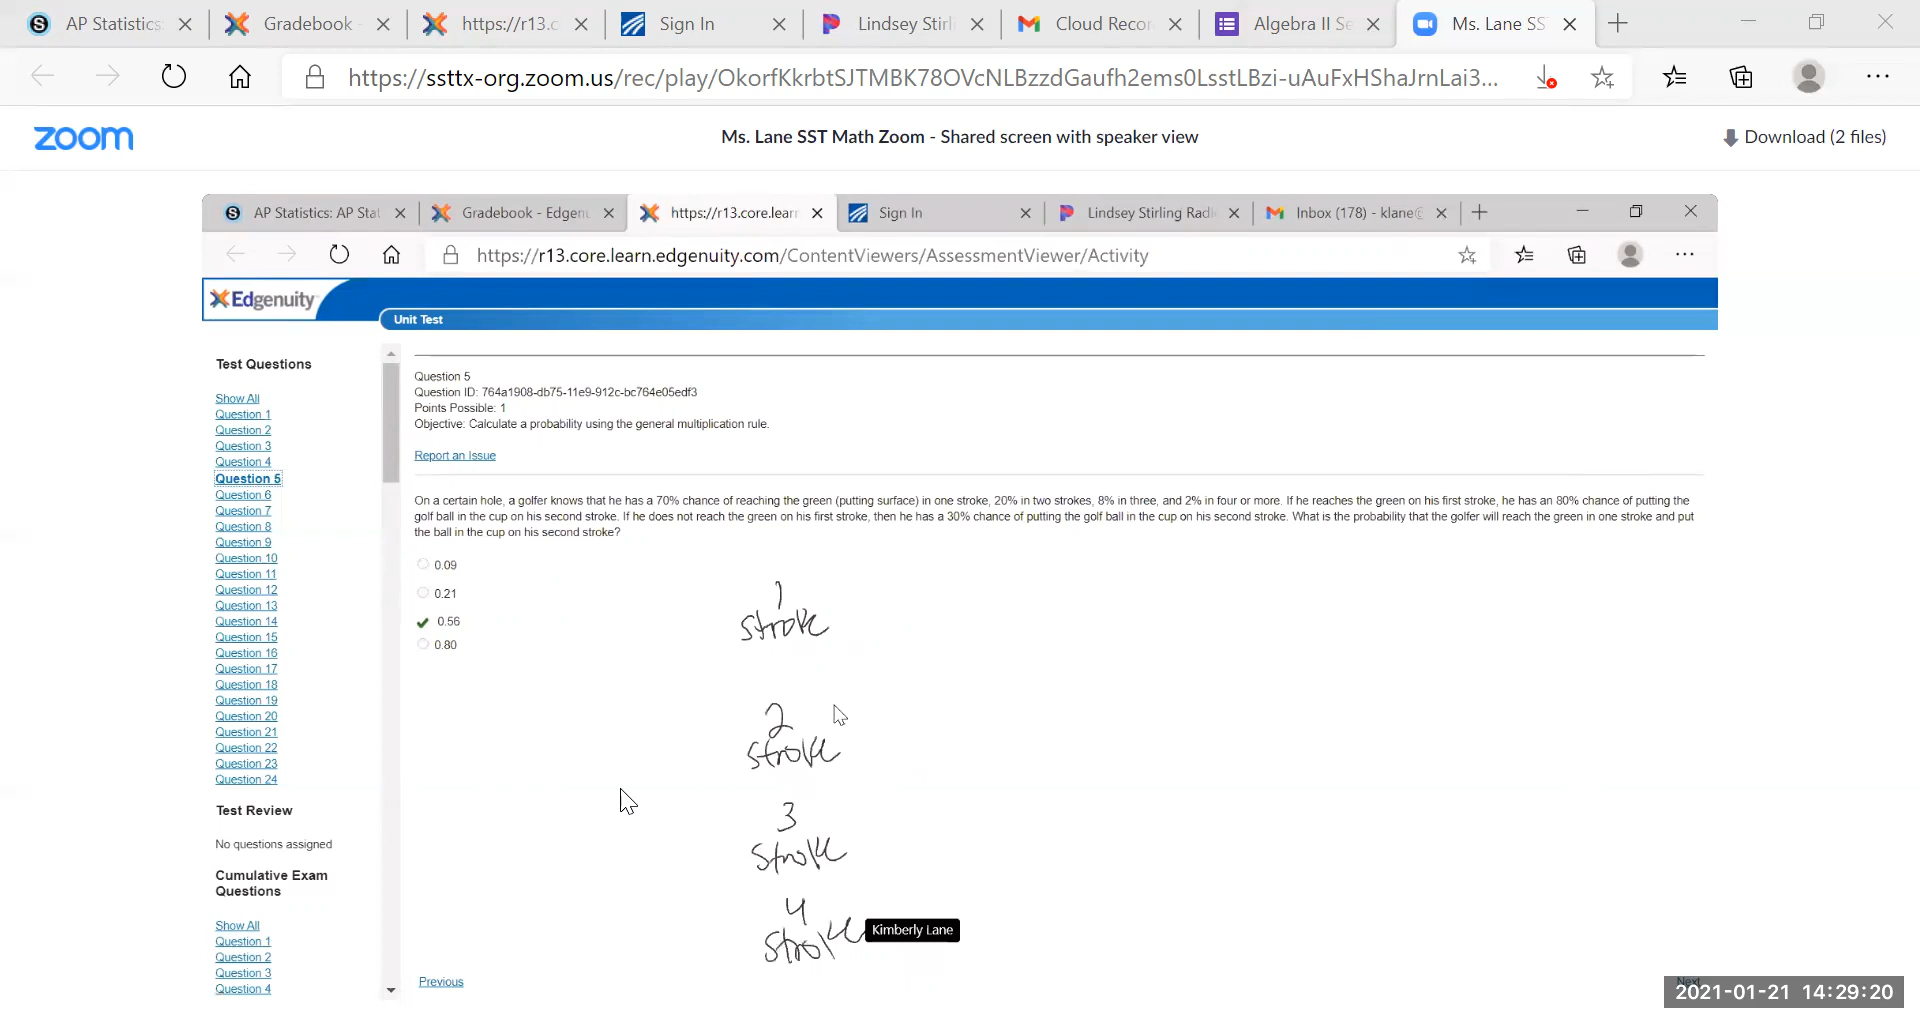 AP Statistics:
Gradebook -
https://r13.c
Sign In
Lindsey Stirli
Cloud Recor
Algebra II Se
Ms. Lane SS
https://ssttx-org.zoom.us/rec/play/OkorfKkrbtSJTMBK78OVcNLBzzdGaufh2ems0LsstLBzi-uAuFxHShaJrnLai3...
zoom
Ms. Lane SST Math Zoom - Shared screen with speaker view
Download (2 files)
AP Statistics: AP Stat
Gradebook - Edgenu
https://r13.core.learn
Sign In
Lindsey Stirling Radi
Inbox (178) - klane@
https://r13.core.learn.edgenuity.com/ContentViewers/AssessmentViewer/Activity
Edgenuity
Unit Test
Test Questions
Show All
Question 1
Question 2
Question 3
Question 4
Question 5
Question 6
Question 7
Question 8
Question 9
Question 10
Question 11
Question 12
Question 13
Question 14
Question 15
Question 16
Question 17
Question 18
Question 19
Question 20
Question 21
Question 22
Question 23
Question 24
Test Review
No questions assigned
Cumulative Exam
Questions
Show All
Question 1
Question 2
Question 3
Question 4
Question 5
Question ID: 764a1908-db75-11e9-912c-bc764e05edf3
Points Possible: 1
Objective: Calculate a probability using the general multiplication rule.
Report an Issue
On a certain hole, a golfer knows that he has a 70% chance of reaching the green (putting surface) in one stroke, 20% in two strokes, 8% in three, and 2% in four or more. If he reaches the green on his first stroke, he has an 80% chance of putting the
golf ball in the cup on his second stroke. If he does not reach the green on his first stroke, then he has a 30% chance of putting the golf ball in the cup on his second stroke. What is the probability that the golfer will reach the green in one stroke and put
the ball in the cup on his second stroke?
0.09
0.21
0.56
0.80
1
stroke
2
stroke
3
stroke
4
stroke
Kimberly Lane
Previous
Next
2021-01-21 14:29:20